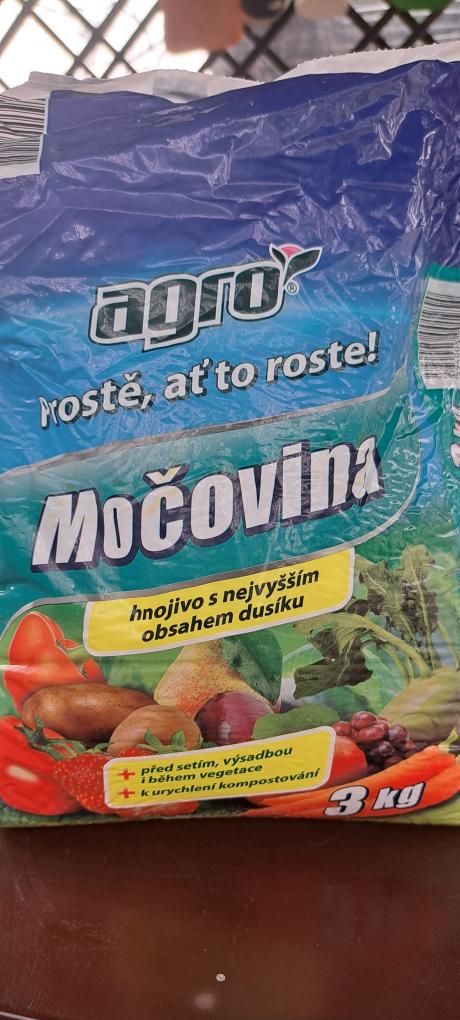 agro®
Prostě, ať to roste!
Močovina
hnojivo s nejvyšším
obsahem dusíku
+ před setím, výsadbou
i během vegetace
+ k urychlení kompostování
3 kg